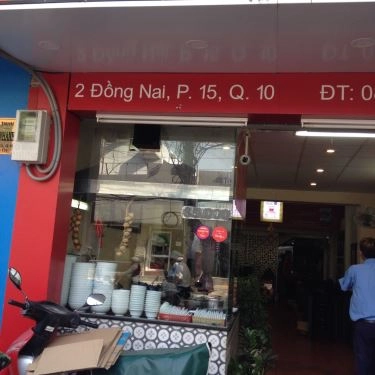 2 Đồng Nai, P. 15, Q. 10 ĐT: 0